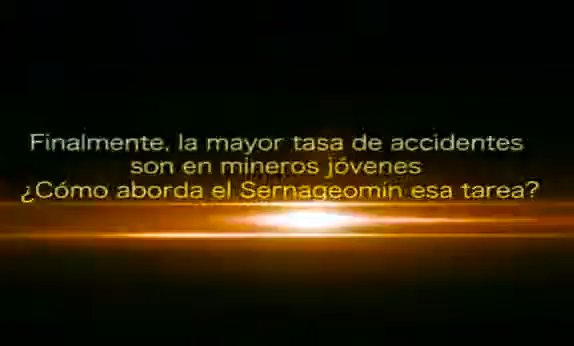 Finalmente, la mayor tasa de accidentes
son en mineros jóvenes
¿Cómo aborda el Sernageomin esa tarea?